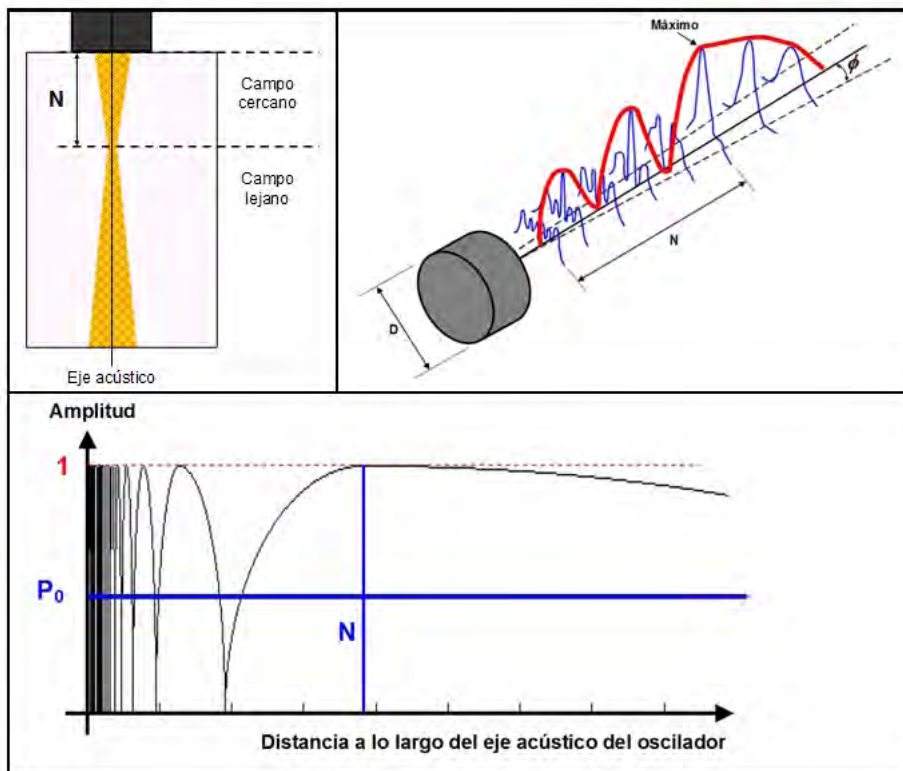 N
Campo
cercano
Campo
lejano
Eje acústico
Máximo
ϕ
N
D
Amplitud
1
P₀
N
Distancia a lo largo del eje acústico del oscilador